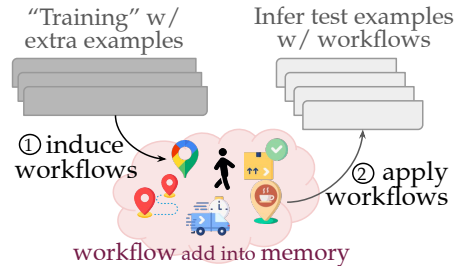 “Training” w/
extra examples
Infer test examples
w/ workflows
① induce
workflows
② apply
workflows
workflow add into memory